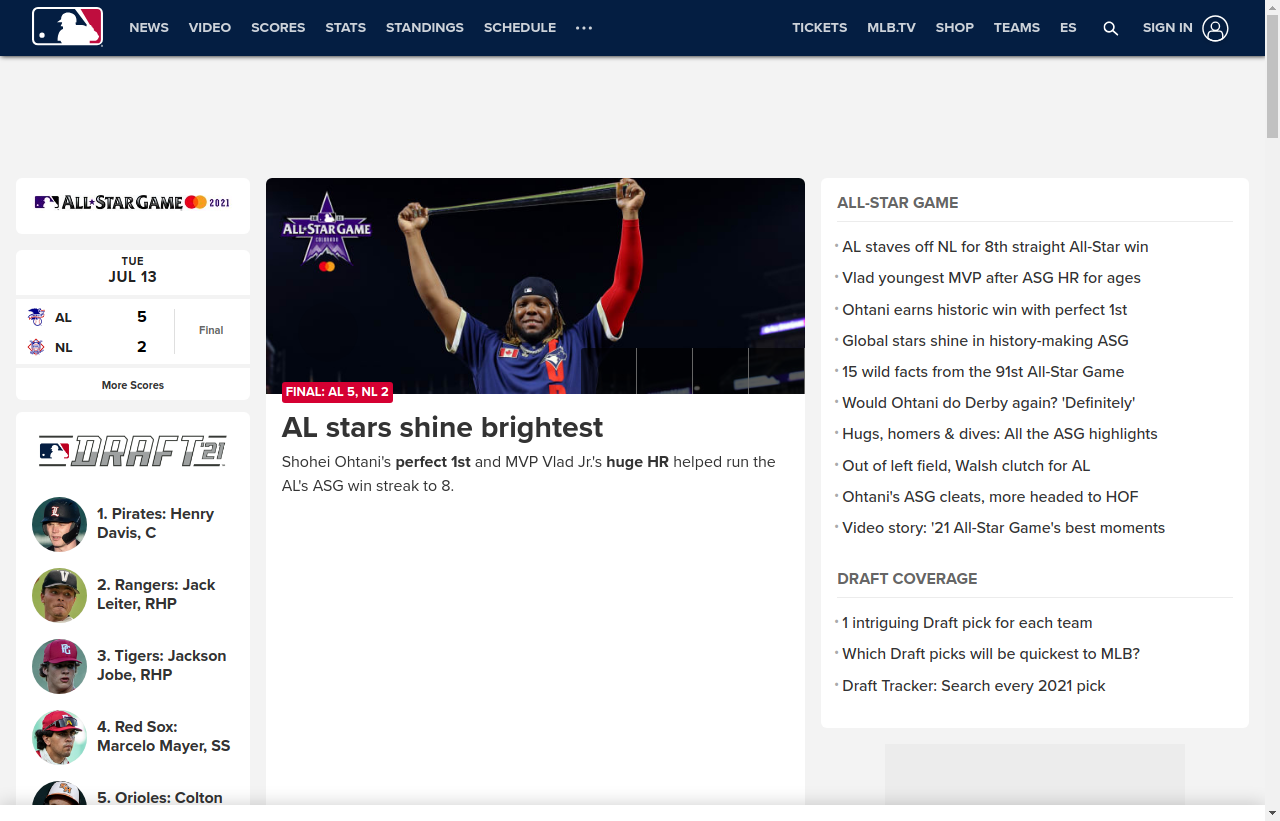 NEWS VIDEO SCORES STATS STANDINGS SCHEDULE ... TICKETS MLB.TV SHOP TEAMS ES SIGN IN
ALL★STAR GAME 2021
TUE
JUL 13
AL 5
NL 2
Final
More Scores
DRAFT 21
1. Pirates: Henry
Davis, C
2. Rangers: Jack
Leiter, RHP
3. Tigers: Jackson
Jobe, RHP
4. Red Sox:
Marcelo Mayer, SS
5. Orioles: Colton
ALL★STAR GAME
COLORADO
FINAL: AL 5, NL 2
AL stars shine brightest
Shohei Ohtani's perfect 1st and MVP Vlad Jr.'s huge HR helped run the
AL's ASG win streak to 8.
ALL-STAR GAME
AL staves off NL for 8th straight All-Star win
Vlad youngest MVP after ASG HR for ages
Ohtani earns historic win with perfect 1st
Global stars shine in history-making ASG
15 wild facts from the 91st All-Star Game
Would Ohtani do Derby again? 'Definitely'
Hugs, homers & dives: All the ASG highlights
Out of left field, Walsh clutch for AL
Ohtani's ASG cleats, more headed to HOF
Video story: '21 All-Star Game's best moments
DRAFT COVERAGE
1 intriguing Draft pick for each team
Which Draft picks will be quickest to MLB?
Draft Tracker: Search every 2021 pick